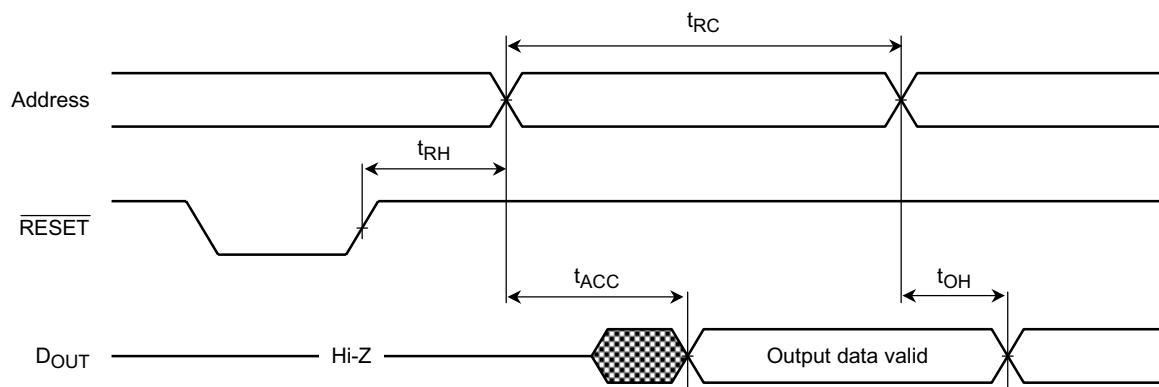 tRC
Address
tRH
RESET
tACC
tOH
DOUT
Hi-Z
Output data valid